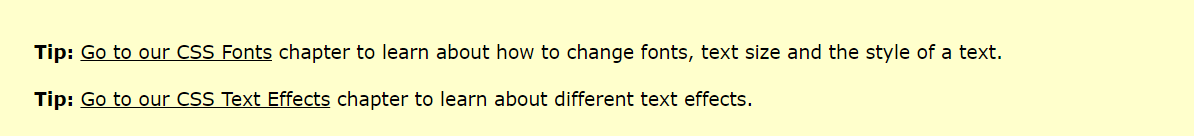 Tip: Go to our CSS Fonts chapter to learn about how to change fonts, text size and the style of a text.
Tip: Go to our CSS Text Effects chapter to learn about different text effects.